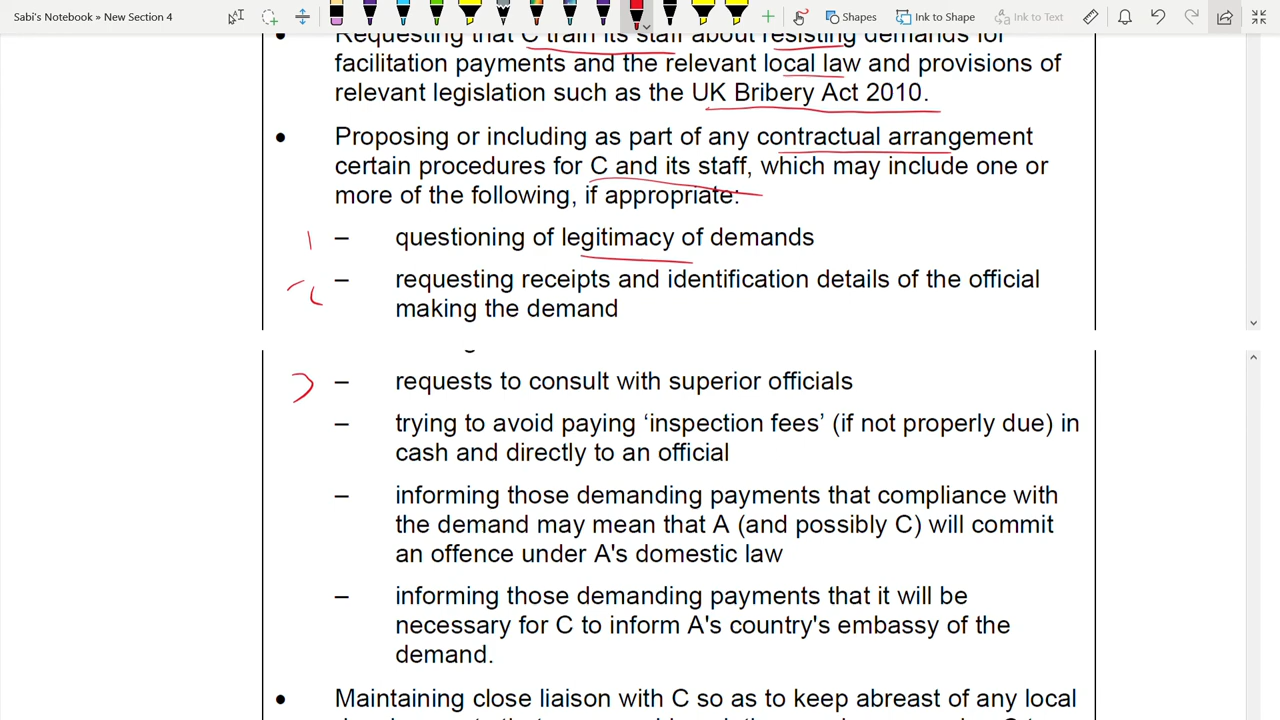 Sabi's Notebook » New Section 4
Shapes
Ink to Shape
Ink to Text
• Requesting that C train its staff about resisting demands for
facilitation payments and the relevant local law and provisions of
relevant legislation such as the UK Bribery Act 2010.
• Proposing or including as part of any contractual arrangement
certain procedures for C and its staff, which may include one or
more of the following, if appropriate:
1 – questioning of legitimacy of demands
– requesting receipts and identification details of the official
making the demand
– requests to consult with superior officials
– trying to avoid paying ‘inspection fees’ (if not properly due) in
cash and directly to an official
– informing those demanding payments that compliance with
the demand may mean that A (and possibly C) will commit
an offence under A's domestic law
– informing those demanding payments that it will be
necessary for C to inform A's country's embassy of the
demand.
• Maintaining close liaison with C so as to keep abreast of any local